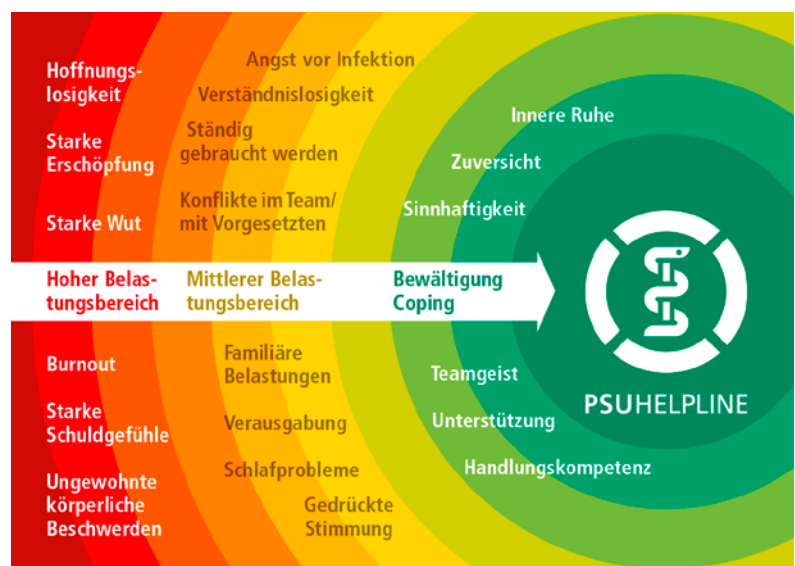 Hoffnungs-
losigkeit
Starke
Erschöpfung
Starke Wut
Angst vor Infektion
Verständnislosigkeit
Ständig
gebraucht werden
Konflikte im Team/
mit Vorgesetzten
Innere Ruhe
Zuversicht
Sinnhaftigkeit
Hoher Belas-
tungsbereich
Mittlerer Belas-
tungsbereich
Bewältigung
Coping
Burnout
Starke
Schuldgefühle
Ungewohnte
körperliche
Beschwerden
Familiäre
Belastungen
Verausgabung
Schlafprobleme
Gedrückte
Stimmung
Teamgeist
Unterstützung
Handlungskompetenz
PSUHELPLINE